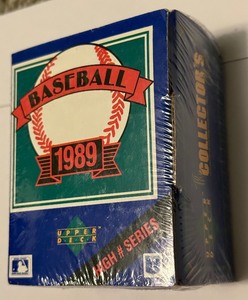 BASEBALL
1989
UPPER
DECK
HIGH # SERIES
COLLECTOR'S